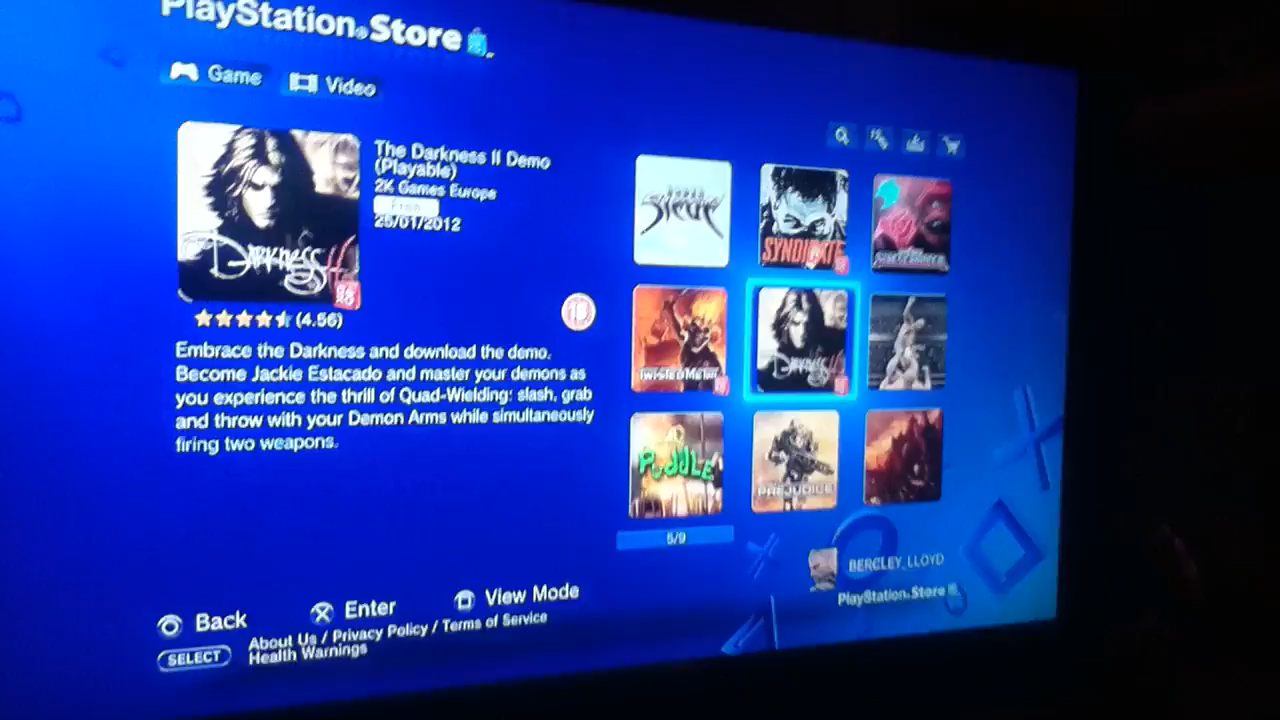 PlayStation®Store
Game
Video
The Darkness II Demo
(Playable)
2K Games Europe
Free
25/01/2012
DARKNESS II
18
(4.56)
Embrace the Darkness and download the demo.
Become Jackie Estacado and master your demons as
you experience the thrill of Quad-Wielding: slash, grab
and throw with your Demon Arms while simultaneously
firing two weapons.
SIEGE
SYNDICATE
Twisted Metal
DARKNESS
PUDDLE
PREJUDICE
5/9
BERCLEY_LLOYD
PlayStation®Store
Back
Enter
View Mode
SELECT
About Us / Privacy Policy / Terms of Service
Health Warnings